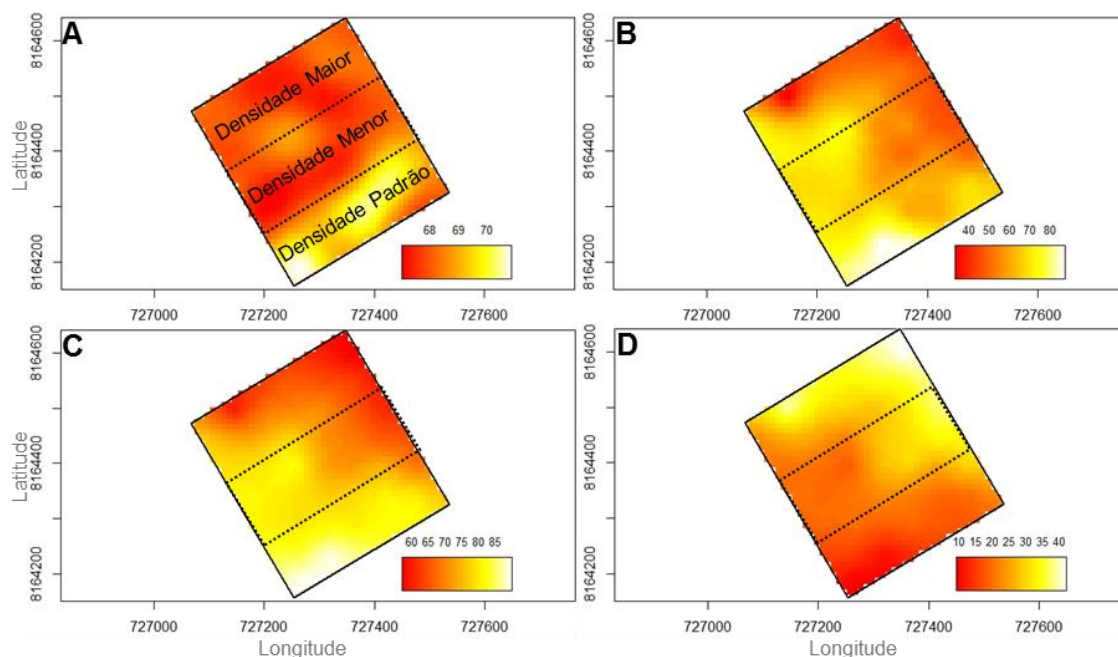 A
8164600
8164400
8164200
Latitude
Densidade Maior
Densidade Menor
Densidade Padrão
68 69 70
727000 727200 727400 727600
B
8164600
8164400
8164200
40 50 60 70 80
727000 727200 727400 727600
C
8164600
8164400
8164200
Latitude
60 65 70 75 80 85
727000 727200 727400 727600
Longitude
D
8164600
8164400
8164200
10 15 20 25 30 35 40
727000 727200 727400 727600
Longitude